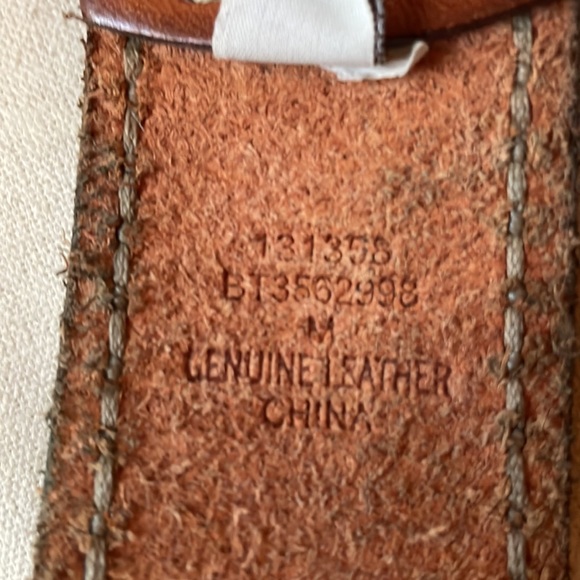 131358
BT3562998
M
GENUINE LEATHER
CHINA